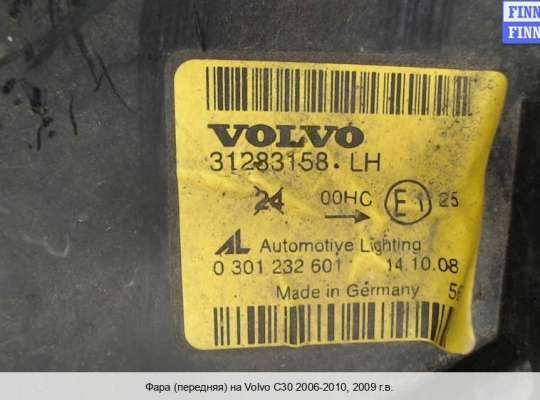 FINN
FINN
VOLVO
31283158. LH
24 00HC E1 25
AL Automotive Lighting
0 301 232 601 14.10.08
Made in Germany
Фара (передняя) на Volvo C30 2006-2010, 2009 г.в.